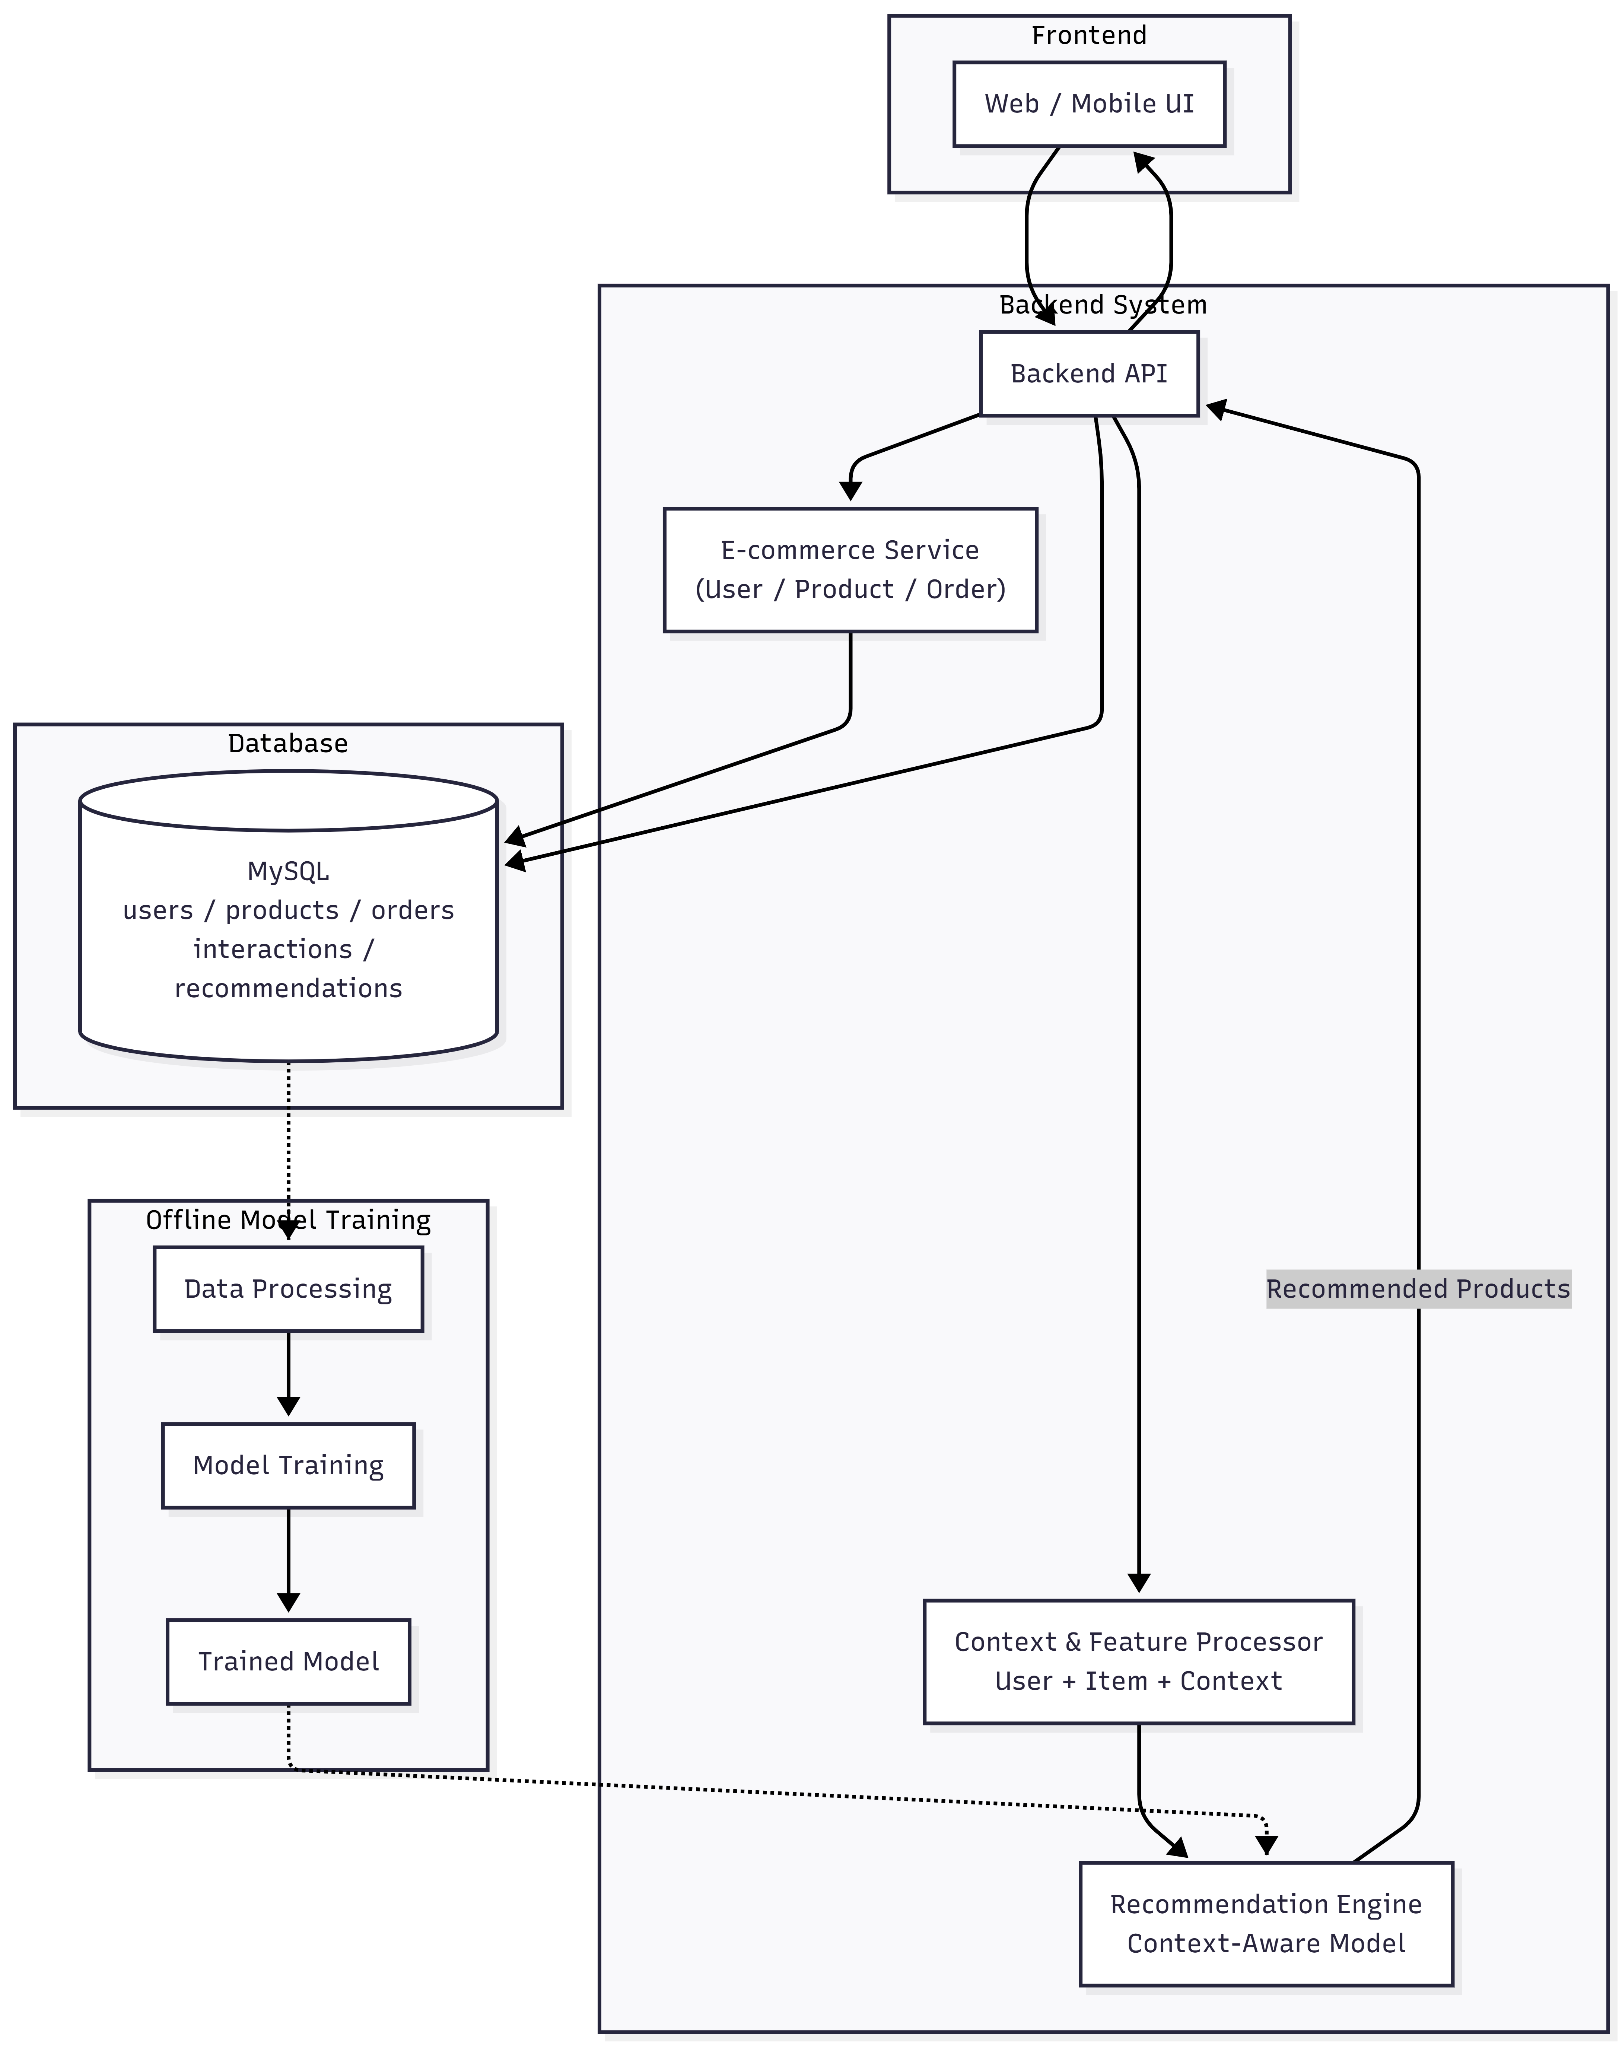 Frontend
Web / Mobile UI
Backend System
Backend API
E-commerce Service
(User / Product / Order)
Database
MySQL
users / products / orders
interactions /
recommendations
Offline Model Training
Data Processing
Recommended Products
Model Training
Trained Model
Context & Feature Processor
User + Item + Context
Recommendation Engine
Context-Aware Model